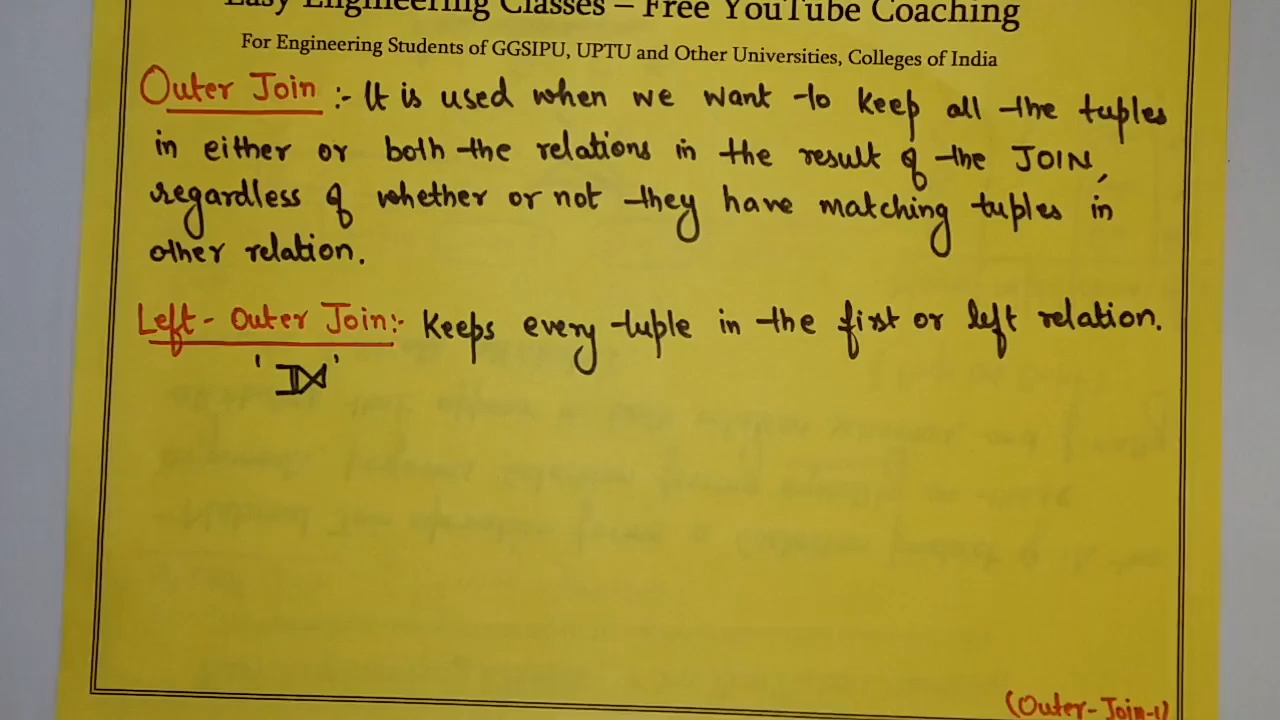 Easy Engineering Classes – Free YouTube Coaching
For Engineering Students of GGSIPU, UPTU and Other Universities, Colleges of India
Outer Join :- It is used when we want to keep all the tuples
in either or both the relations in the result of the JOIN,
regardless of whether or not they have matching tuples in
other relation.
Left - Outer Join:- Keeps every tuple in the first or left relation.
'⟕'
(Outer-Join-1)